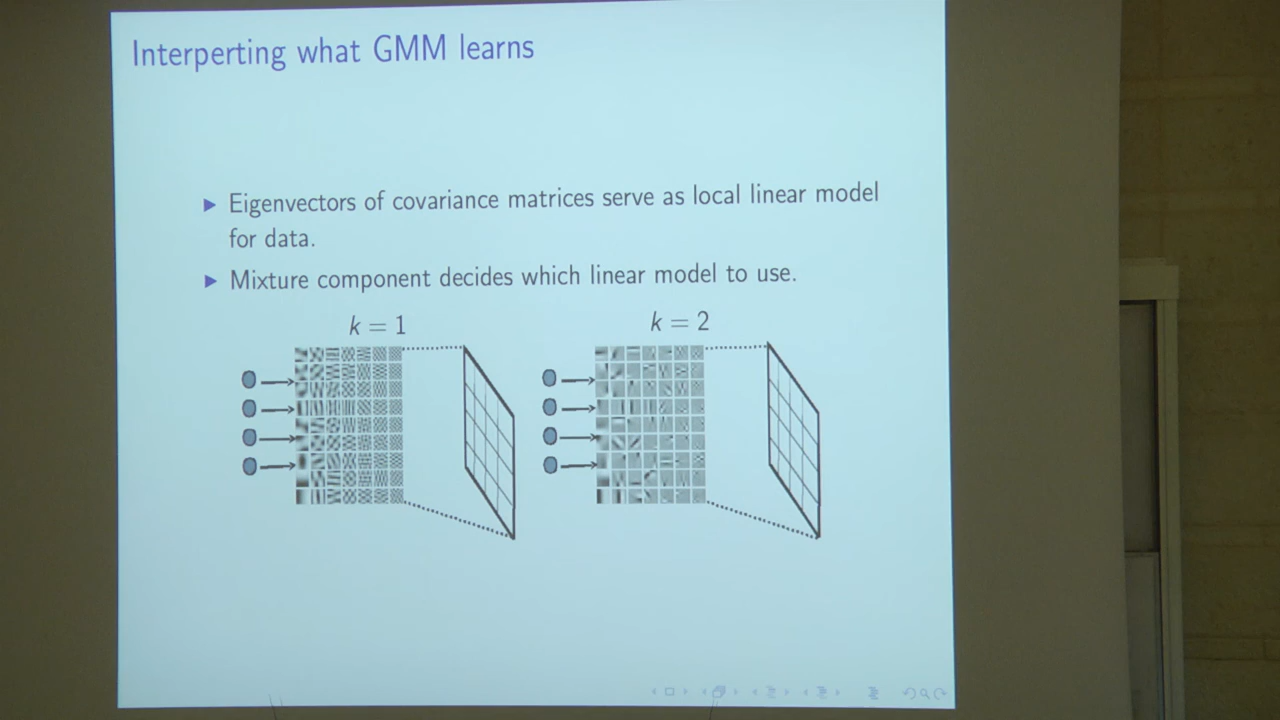 Interperting what GMM learns
▶ Eigenvectors of covariance matrices serve as local linear model
for data.
▶ Mixture component decides which linear model to use.
k = 1
k = 2